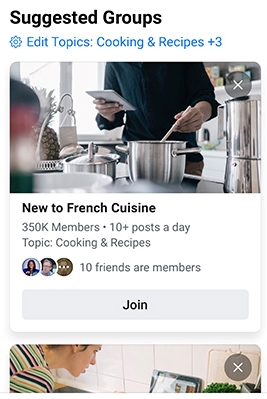 Suggested Groups
Edit Topics: Cooking & Recipes +3
New to French Cuisine
350K Members • 10+ posts a day
Topic: Cooking & Recipes
10 friends are members
Join